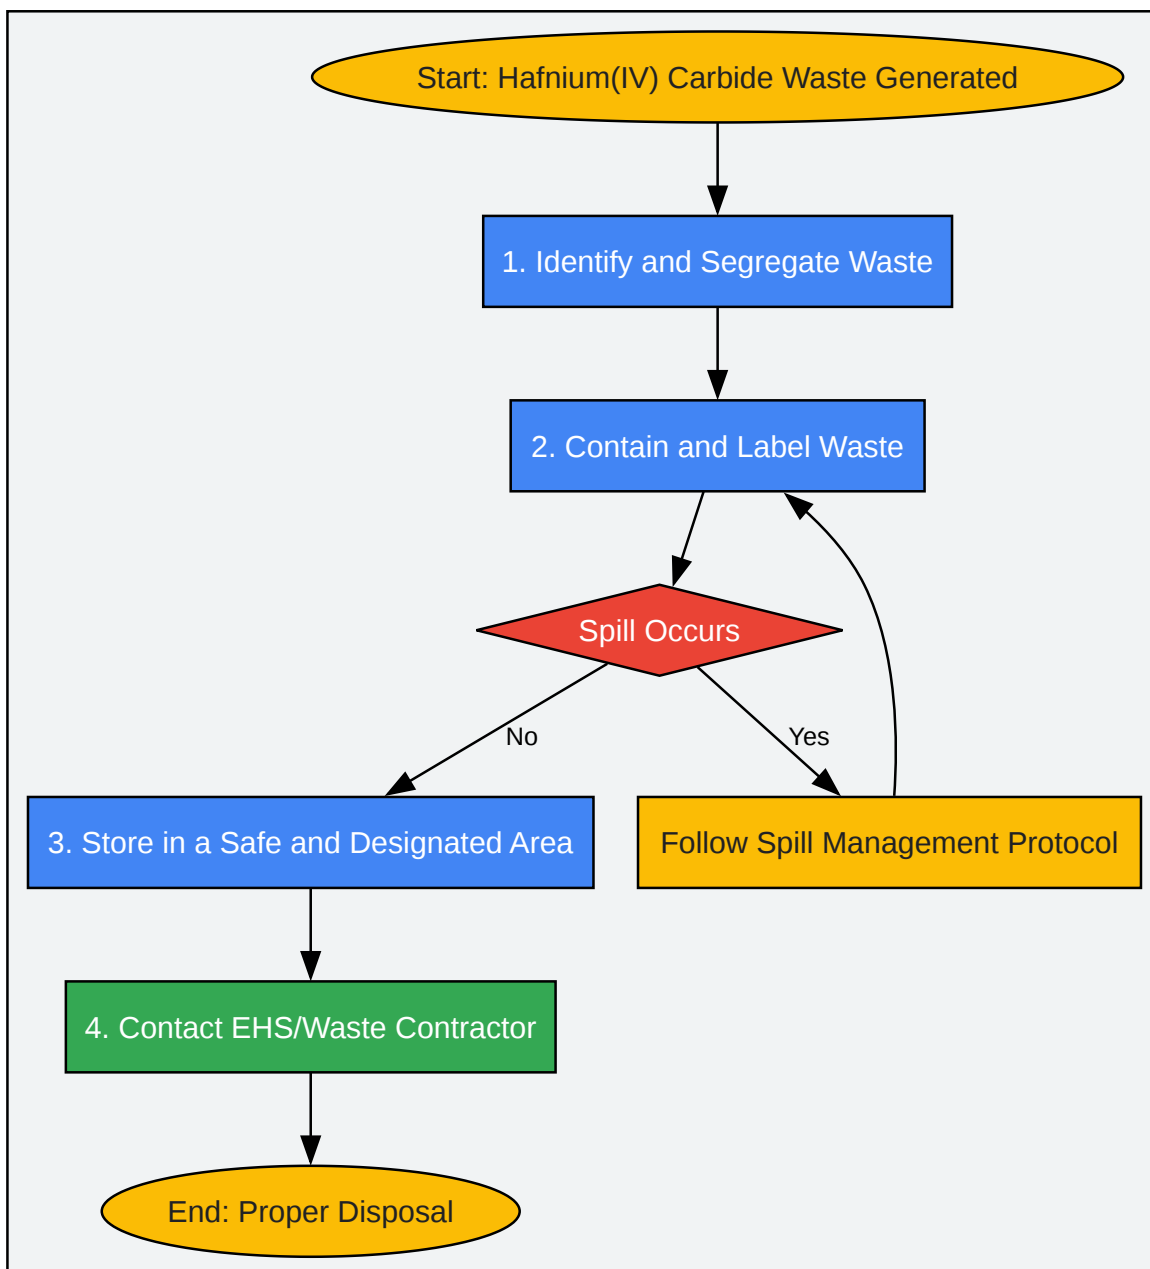 Start: Hafnium(IV) Carbide Waste Generated
1. Identify and Segregate Waste
2. Contain and Label Waste
Spill Occurs
No
Yes
3. Store in a Safe and Designated Area
Follow Spill Management Protocol
4. Contact EHS/Waste Contractor
End: Proper Disposal